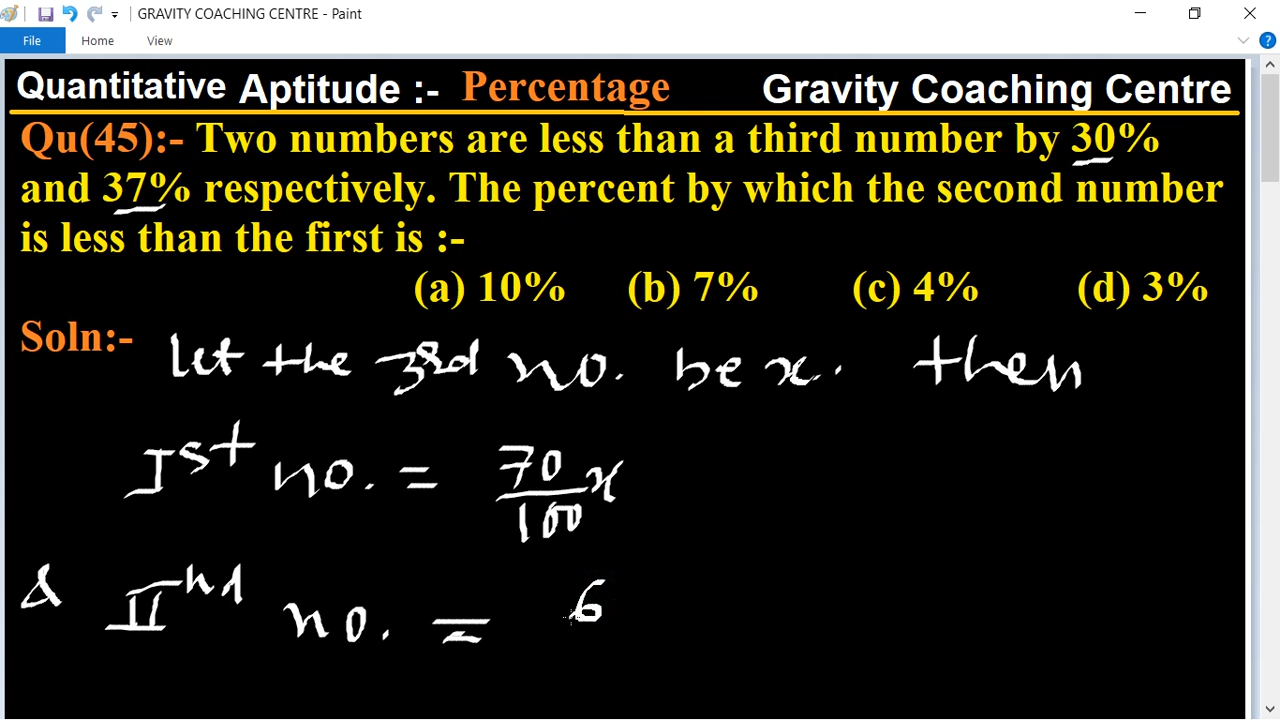 GRAVITY COACHING CENTRE - Paint
File Home View
Quantitative Aptitude :- Percentage Gravity Coaching Centre
Qu(45):- Two numbers are less than a third number by 30%
and 37% respectively. The percent by which the second number
is less than the first is :-
(a) 10% (b) 7% (c) 4% (d) 3%
Soln:- let the 3rd no. be x. then
Ist no. = 70/100 x
& IInd no. = 6